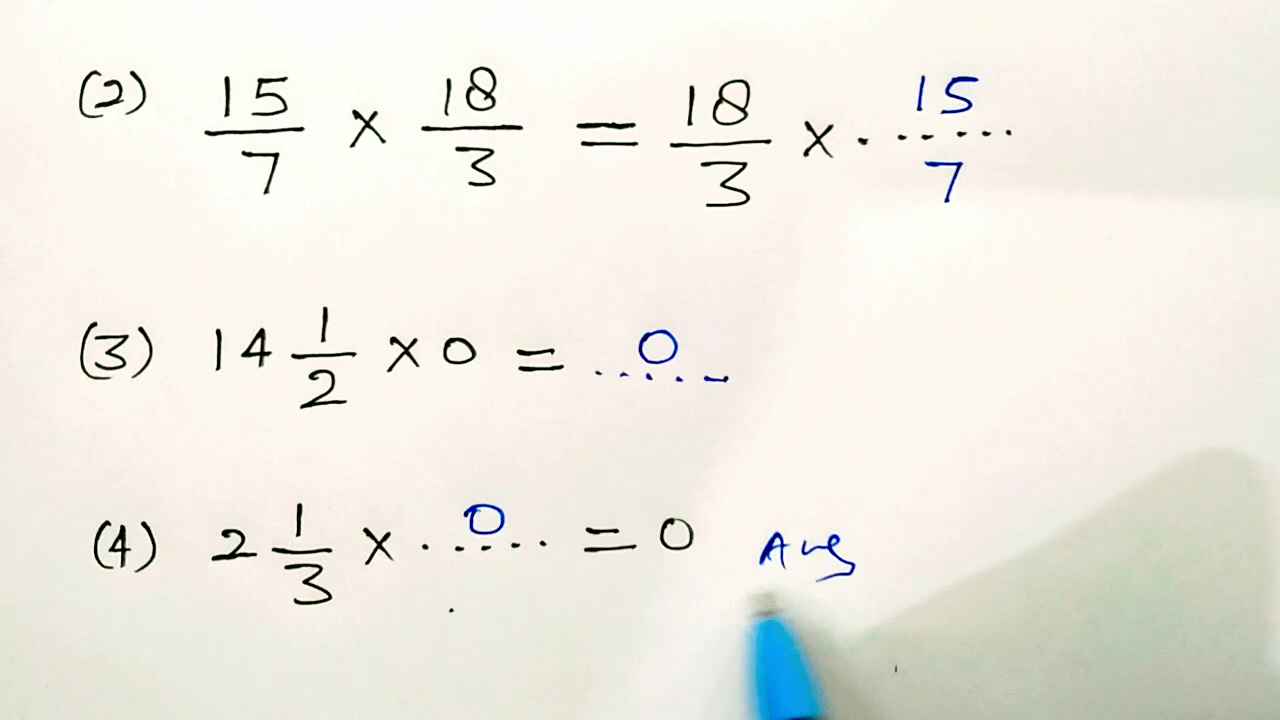 (2) 15/7 × 18/3 = 18/3 × 15/7
(3) 14 1/2 × 0 = 0
(4) 2 1/3 × 0 = 0 Ans